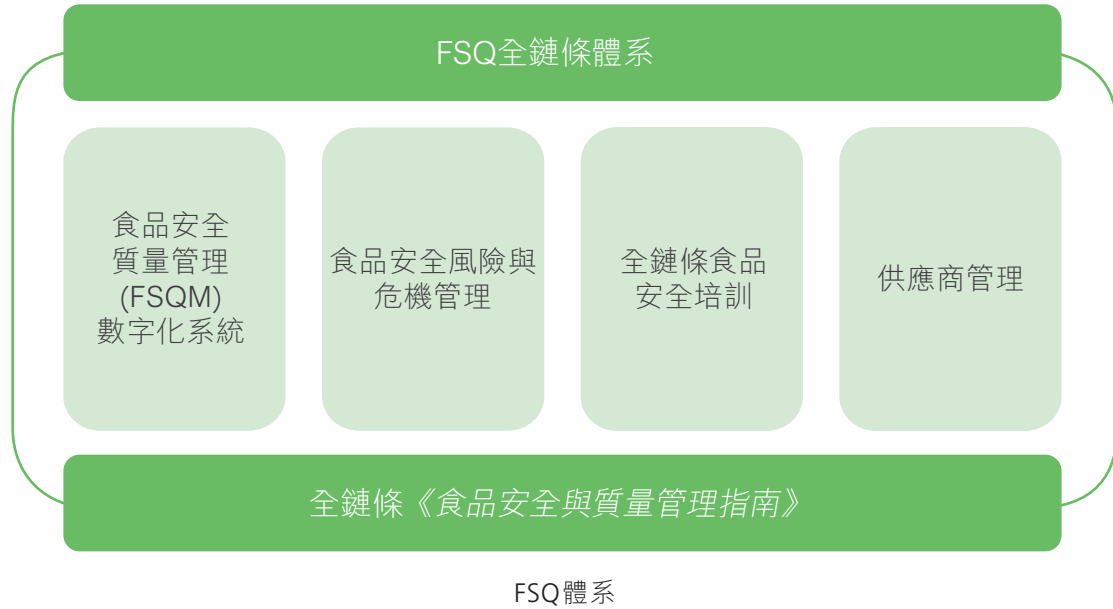 FSQ全鏈條體系
食品安全
質量管理
(FSQM)
數字化系統
食品安全風險與
危機管理
全鏈條食品
安全培訓
供應商管理
全鏈條《食品安全與質量管理指南》
FSQ體系